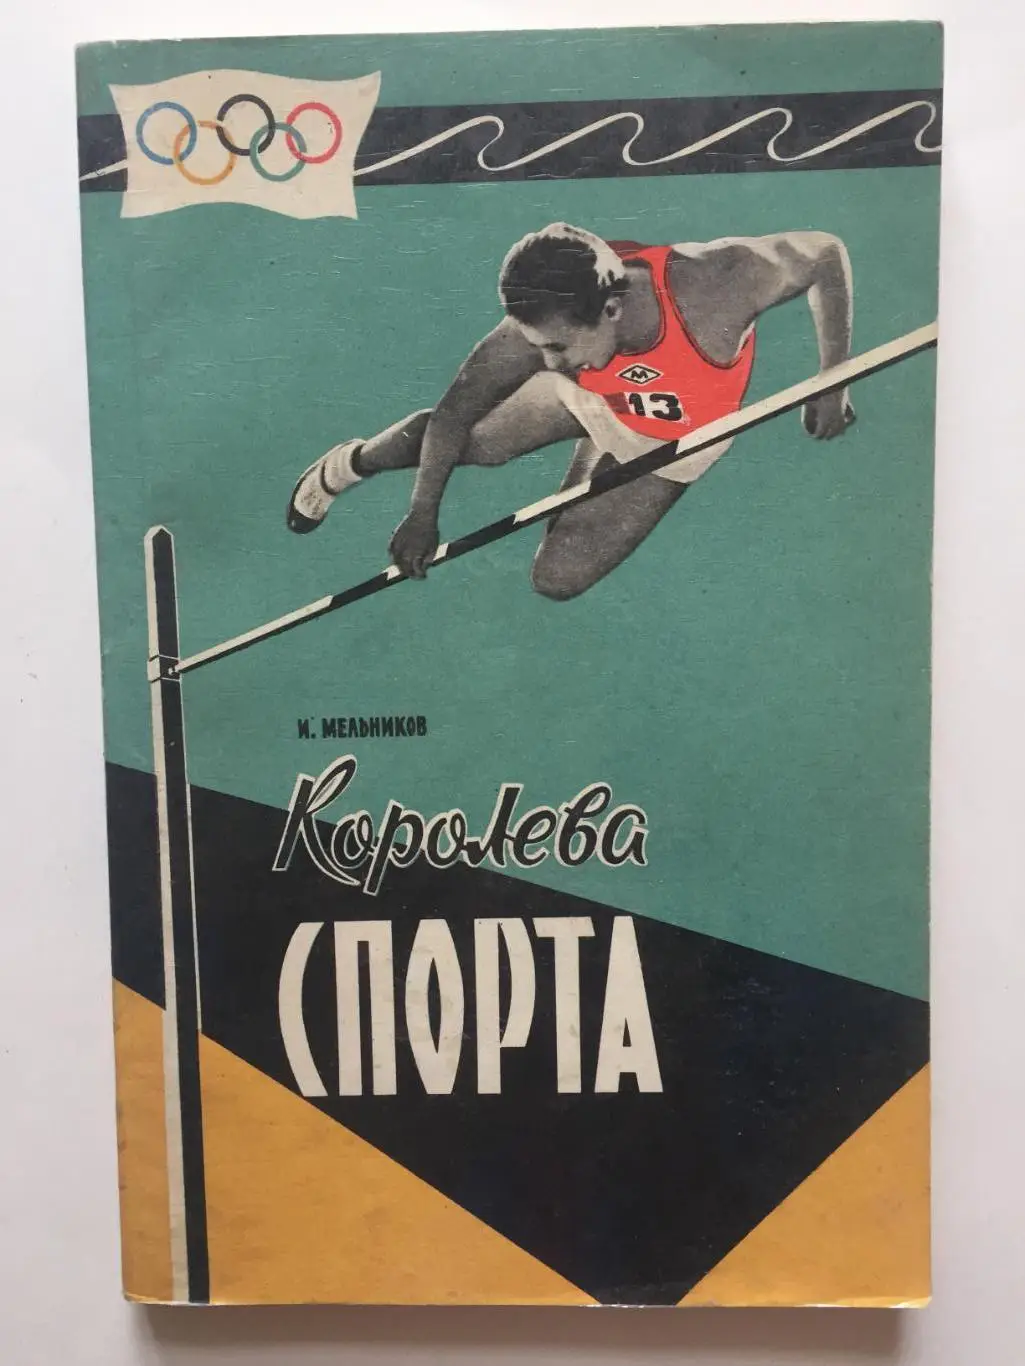 М
13
И. МЕЛЬНИКОВ
Королева
СПОРТА